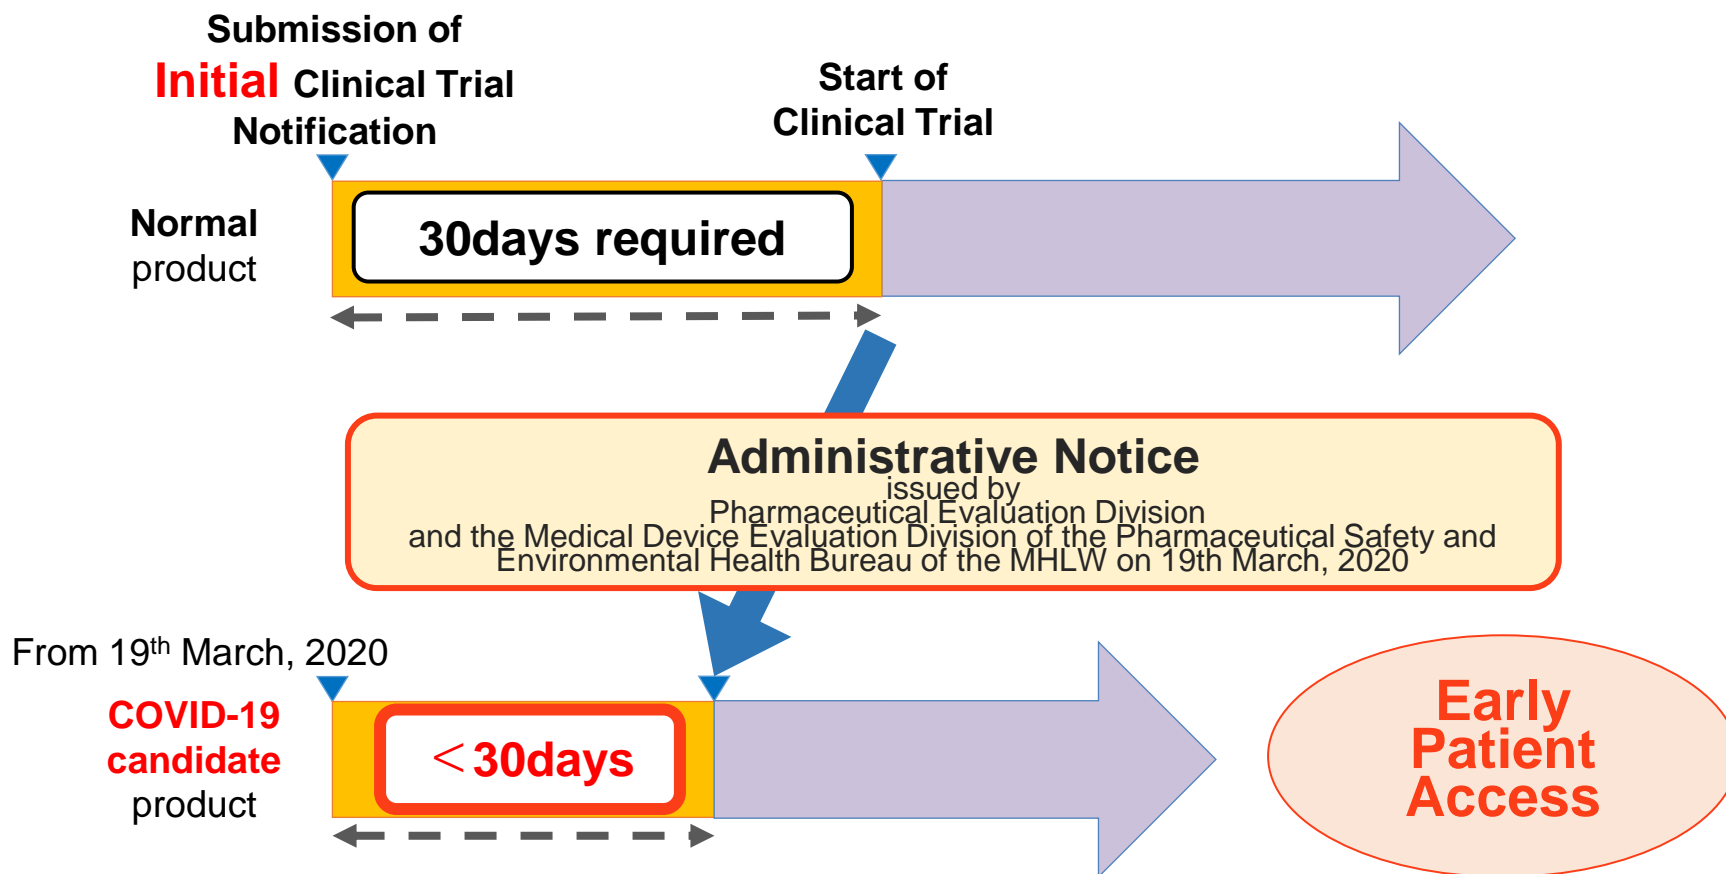 Submission of
Initial Clinical Trial
Notification
Start of
Clinical Trial
Normal
product
30days required
Administrative Notice
issued by
Pharmaceutical Evaluation Division
and the Medical Device Evaluation Division of the Pharmaceutical Safety and
Environmental Health Bureau of the MHLW on 19th March, 2020
From 19th March, 2020
COVID-19
candidate
product
＜30days
Early
Patient
Access